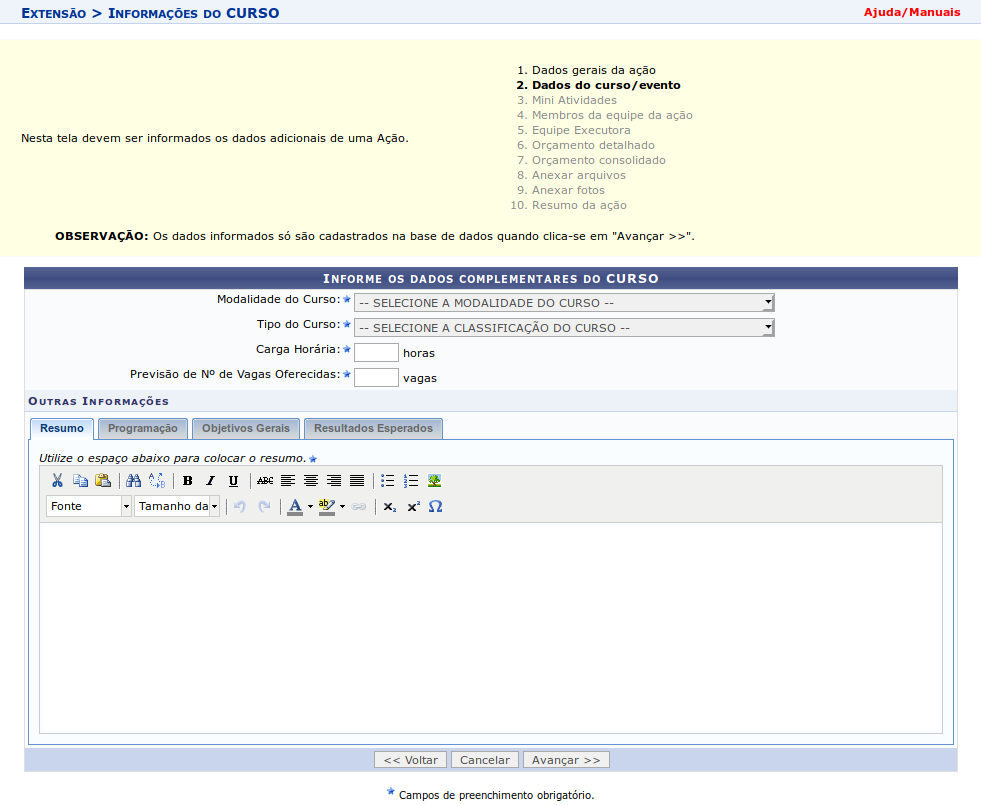 Extensão > Informações do CURSO
Ajuda/Manuais
Nesta tela devem ser informados os dados adicionais de uma Ação.
1. Dados gerais da ação
2. Dados do curso/evento
3. Mini Atividades
4. Membros da equipe da ação
5. Equipe Executora
6. Orçamento detalhado
7. Orçamento consolidado
8. Anexar arquivos
9. Anexar fotos
10. Resumo da ação
OBSERVAÇÃO: Os dados informados só são cadastrados na base de dados quando clica-se em "Avançar >>".
Informe os dados complementares do CURSO
Modalidade do Curso: -- SELECIONE A MODALIDADE DO CURSO --
Tipo do Curso: -- SELECIONE A CLASSIFICAÇÃO DO CURSO --
Carga Horária: horas
Previsão de Nº de Vagas Oferecidas: vagas
Outras Informações
Resumo Programação Objetivos Gerais Resultados Esperados
Utilize o espaço abaixo para colocar o resumo.
B I U ABC
Fonte Tamanho da A ab x₂ x² Ω
<< Voltar Cancelar Avançar >>
Campos de preenchimento obrigatório.